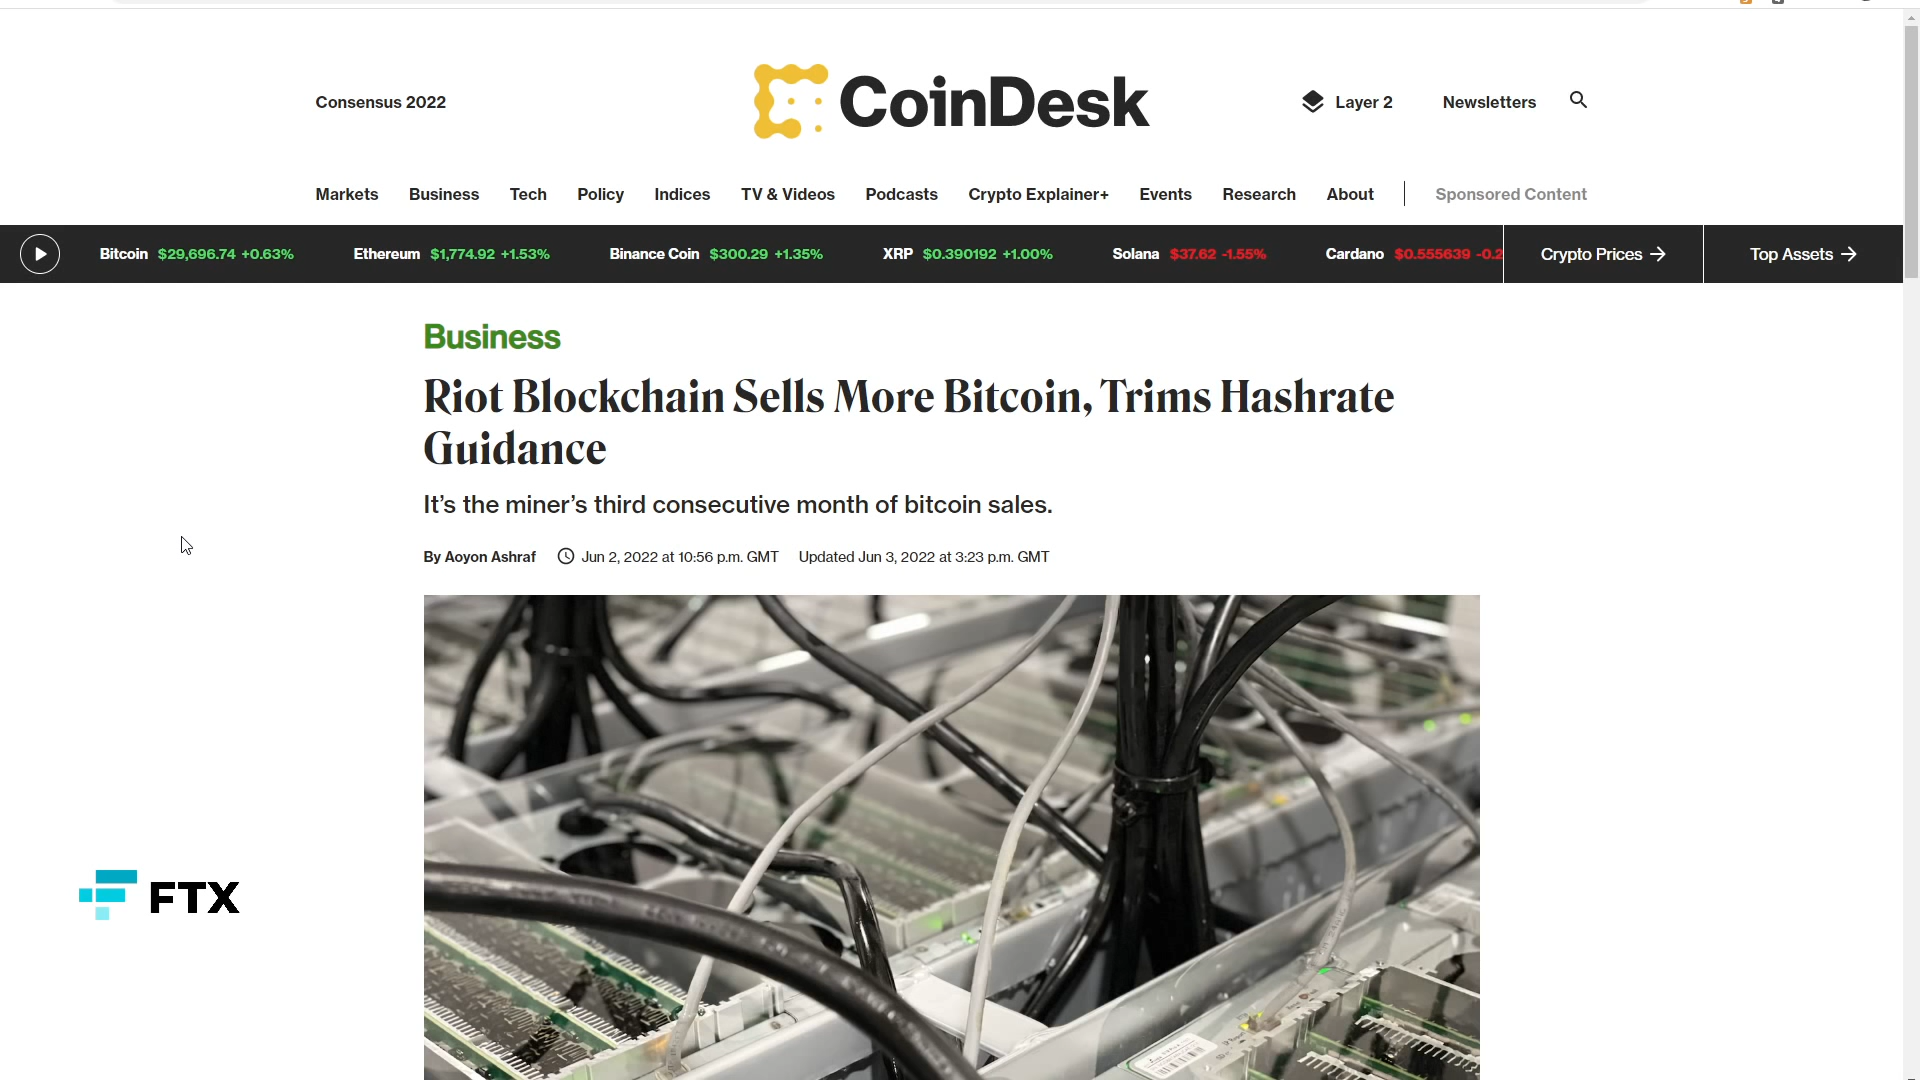 Consensus 2022
CoinDesk
Layer 2
Newsletters
Markets Business Tech Policy Indices TV & Videos Podcasts Crypto Explainer+ Events Research About Sponsored Content
Bitcoin $29,696.74 +0.63% Ethereum $1,774.92 +1.53% Binance Coin $300.29 +1.35% XRP $0.390192 +1.00% Solana $37.62 -1.55% Cardano $0.555639 -0.2 Crypto Prices → Top Assets →
Business
Riot Blockchain Sells More Bitcoin, Trims Hashrate
Guidance
It’s the miner’s third consecutive month of bitcoin sales.
By Aoyon Ashraf Jun 2, 2022 at 10:56 p.m. GMT Updated Jun 3, 2022 at 3:23 p.m. GMT
FTX